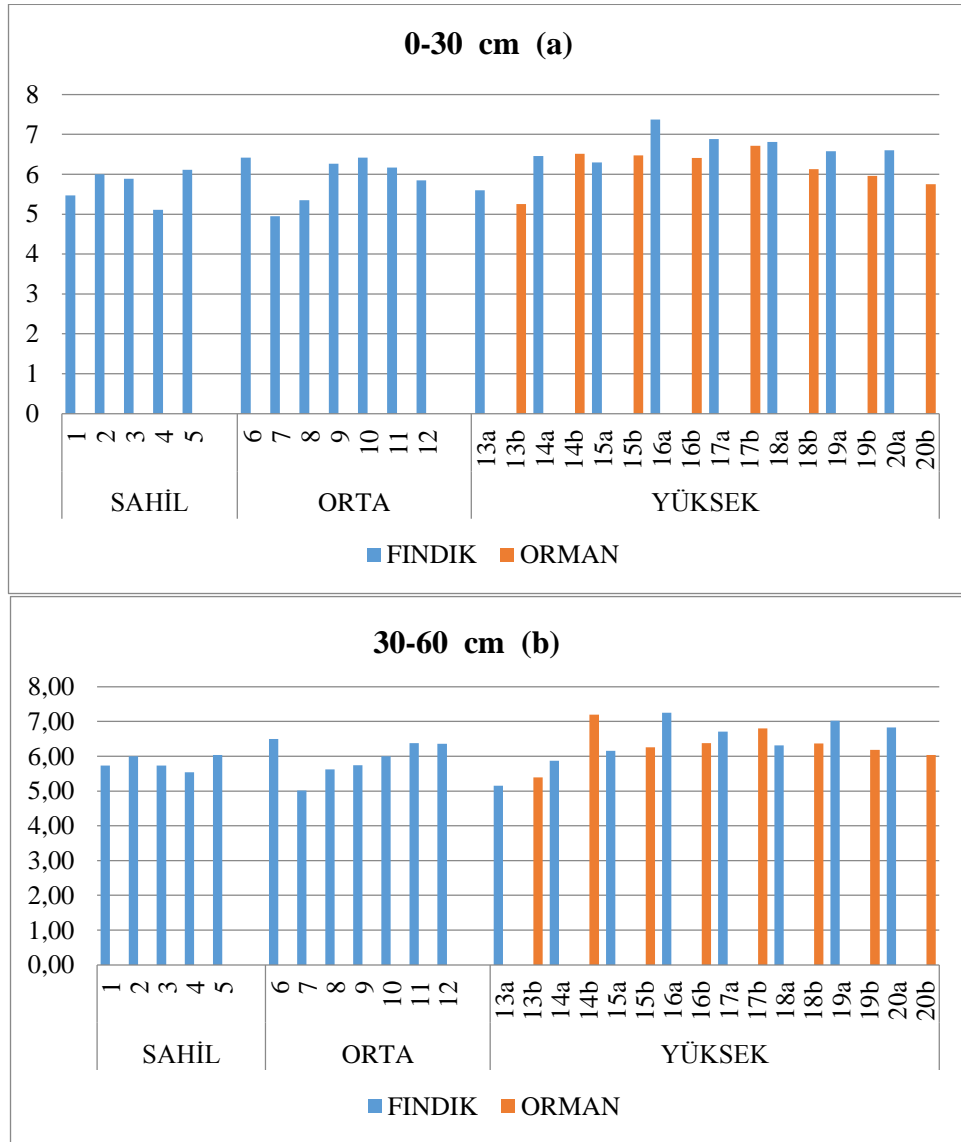 0-30 cm (a)
8
7
6
5
4
3
2
1
0
1 2 3 4 5 6 7 8 9 10 11 12 13a 13b 14a 14b 15a 15b 16a 16b 17a 17b 18a 18b 19a 19b 20a 20b
SAHİL ORTA YÜKSEK
FINDIK ORMAN
30-60 cm (b)
8,00
7,00
6,00
5,00
4,00
3,00
2,00
1,00
0,00
1 2 3 4 5 6 7 8 9 10 11 12 13a 13b 14a 14b 15a 15b 16a 16b 17a 17b 18a 18b 19a 19b 20a 20b
SAHİL ORTA YÜKSEK
FINDIK ORMAN